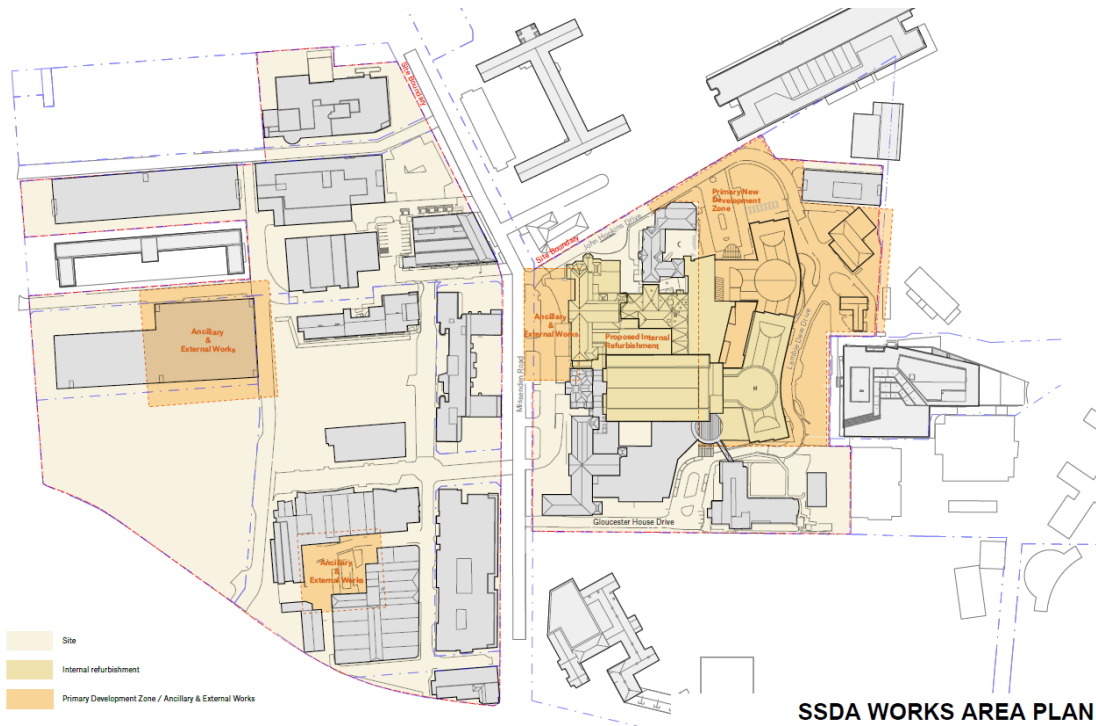 Site Boundary
Primary New
Development
Zone
John Hopkins Drive
Site Boundary
Ancillary
&
External Works
Ancillary
&
External Works
Proposed Internal
Refurbishment
Lambie Dew Drive
Missenden Road
Gloucester House Drive
Ancillary
&
External Works
Site
Internal refurbishment
Primary Development Zone / Ancillary & External Works
SSDA WORKS AREA PLAN